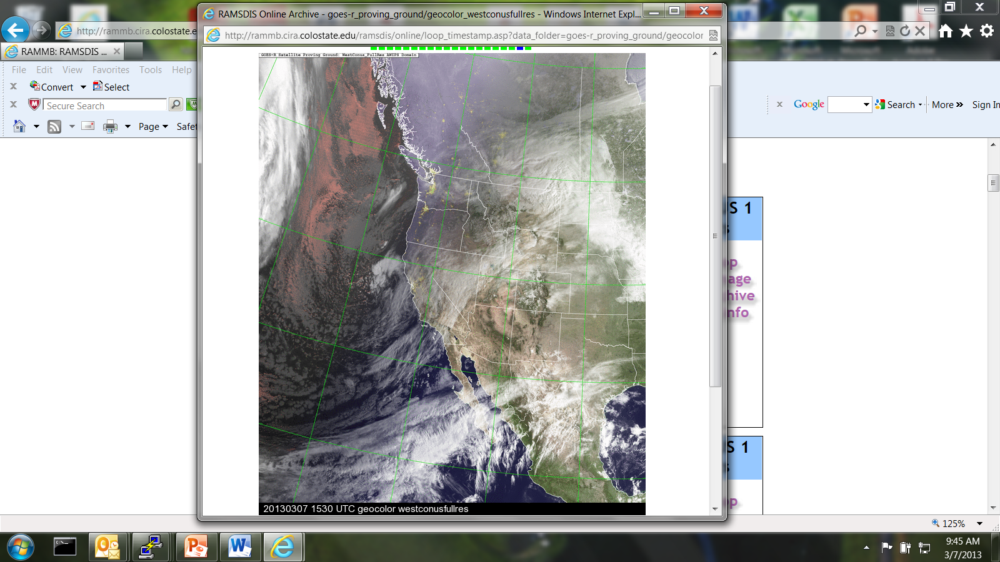 RAMSDIS Online Archive - goes-r_proving_ground/geocolor_westconusfullres - Windows Internet Expl...
http://rammb.cira.colostate.e
http://rammb.cira.colostate.edu/ramsdis/online/loop_timestamp.asp?data_folder=goes-r_proving_ground/geocolor
RAMMB: RAMSDIS ...
File Edit View Favorites Tools Help
Convert Select
Secure Search
Google Search More » Sign In
Page Safet
GOES-R Satellite Proving Ground: WestConus_FullRes AWIPS Domain
S 1
s
op
age
hive
nfo
S 1
s
op
20130307 1530 UTC geocolor westconusfullres
125%
9:45 AM
3/7/2013